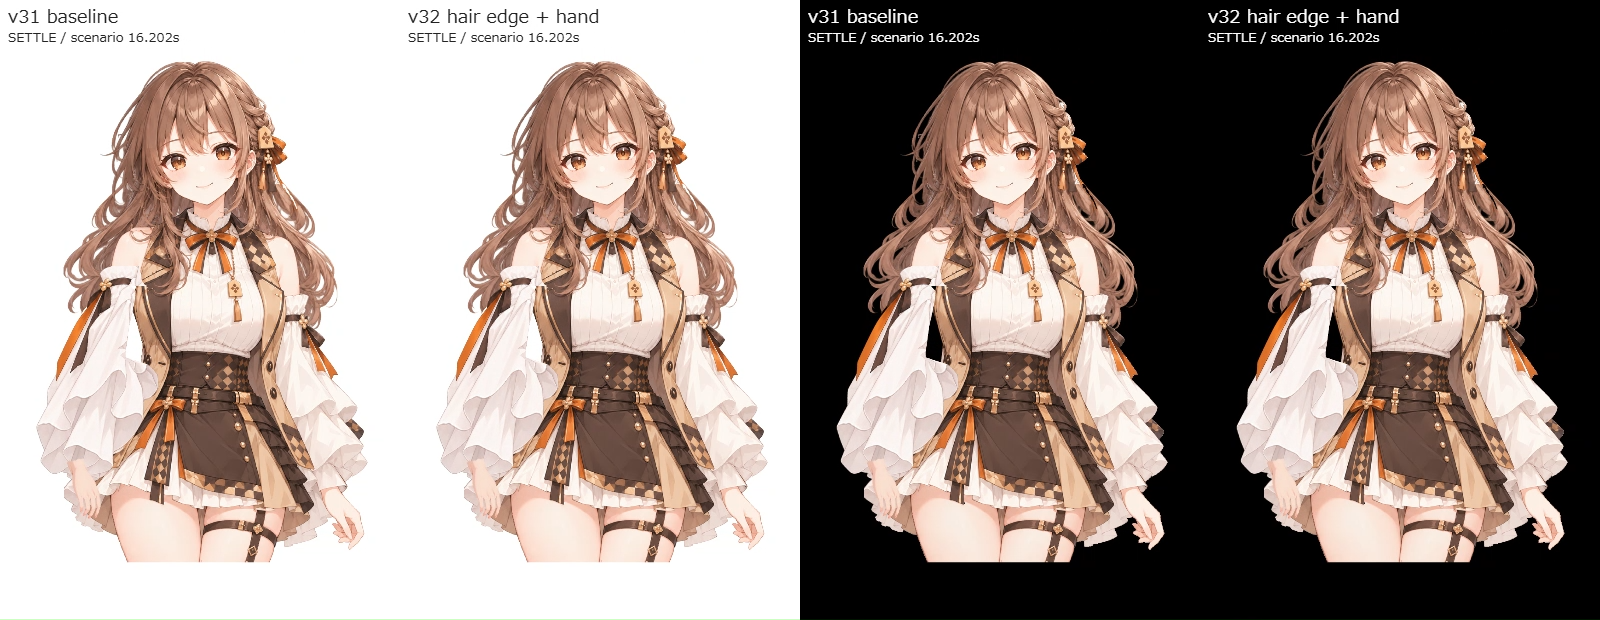 v31 baseline
SETTLE / scenario 16.202s
v32 hair edge + hand
SETTLE / scenario 16.202s
v31 baseline
SETTLE / scenario 16.202s
v32 hair edge + hand
SETTLE / scenario 16.202s